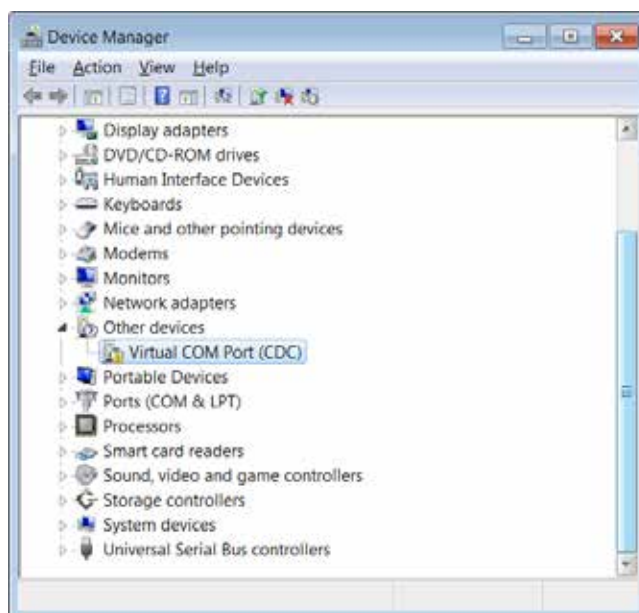 Device Manager
File Action View Help
Display adapters
DVD/CD-ROM drives
Human Interface Devices
Keyboards
Mice and other pointing devices
Modems
Monitors
Network adapters
Other devices
Virtual COM Port (CDC)
Portable Devices
Ports (COM & LPT)
Processors
Smart card readers
Sound, video and game controllers
Storage controllers
System devices
Universal Serial Bus controllers